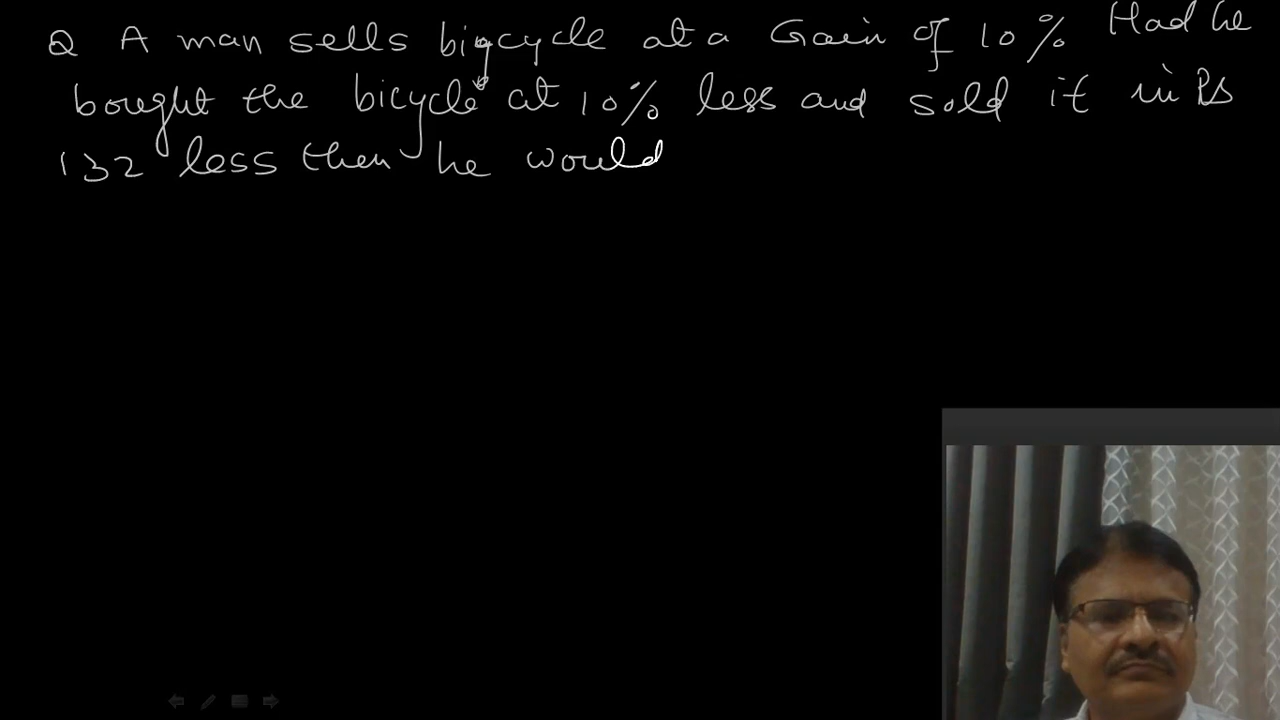 Q A man sells bicycle at a Gain of 10% Had he
bought the bicycle at 10% less and sold it in Rs
132 less then he would